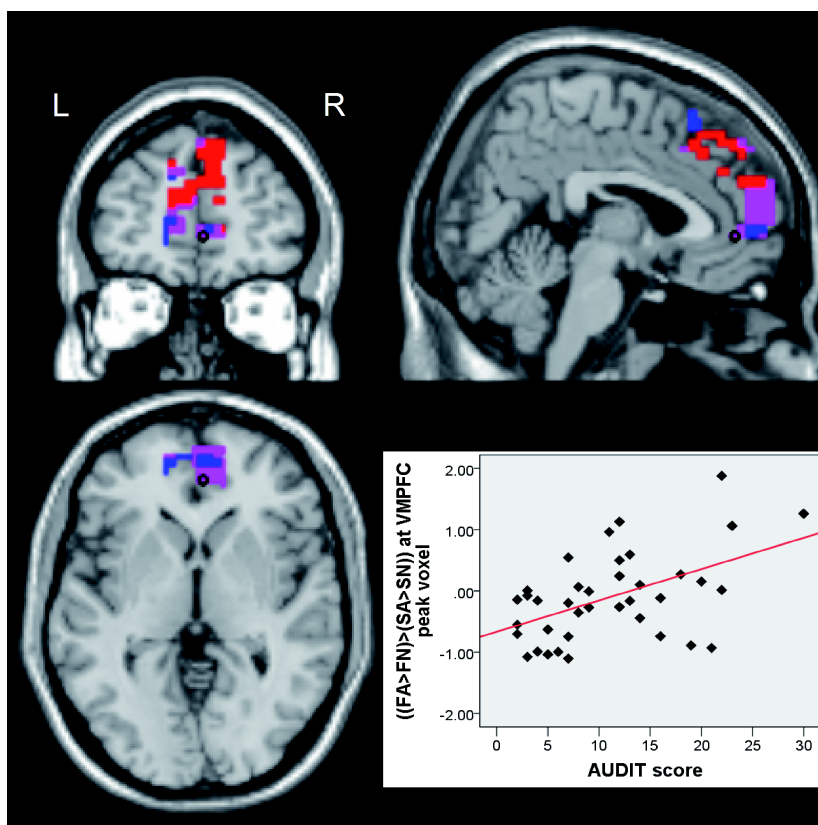 L R
((FA>FN)>(SA>SN)) at VMPFC
peak voxel
2.00
1.00
.00
-1.00
-2.00
0 5 10 15 20 25 30
AUDIT score